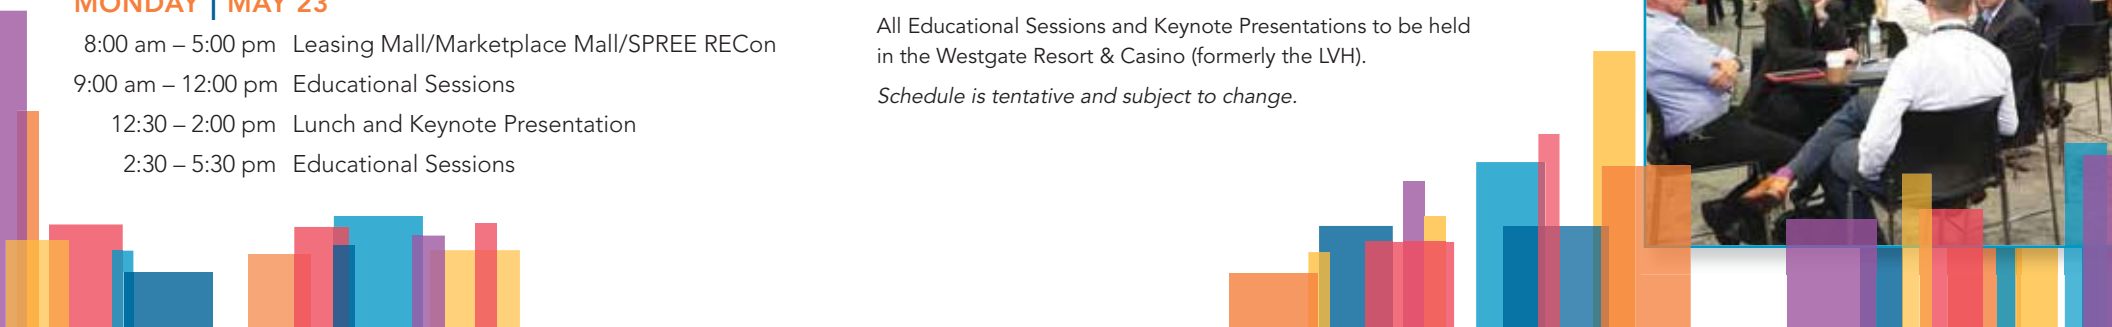 MONDAY | MAY 23
8:00 am – 5:00 pm Leasing Mall/Marketplace Mall/SPREE RECon
9:00 am – 12:00 pm Educational Sessions
12:30 – 2:00 pm Lunch and Keynote Presentation
2:30 – 5:30 pm Educational Sessions
All Educational Sessions and Keynote Presentations to be held
in the Westgate Resort & Casino (formerly the LVH).
Schedule is tentative and subject to change.